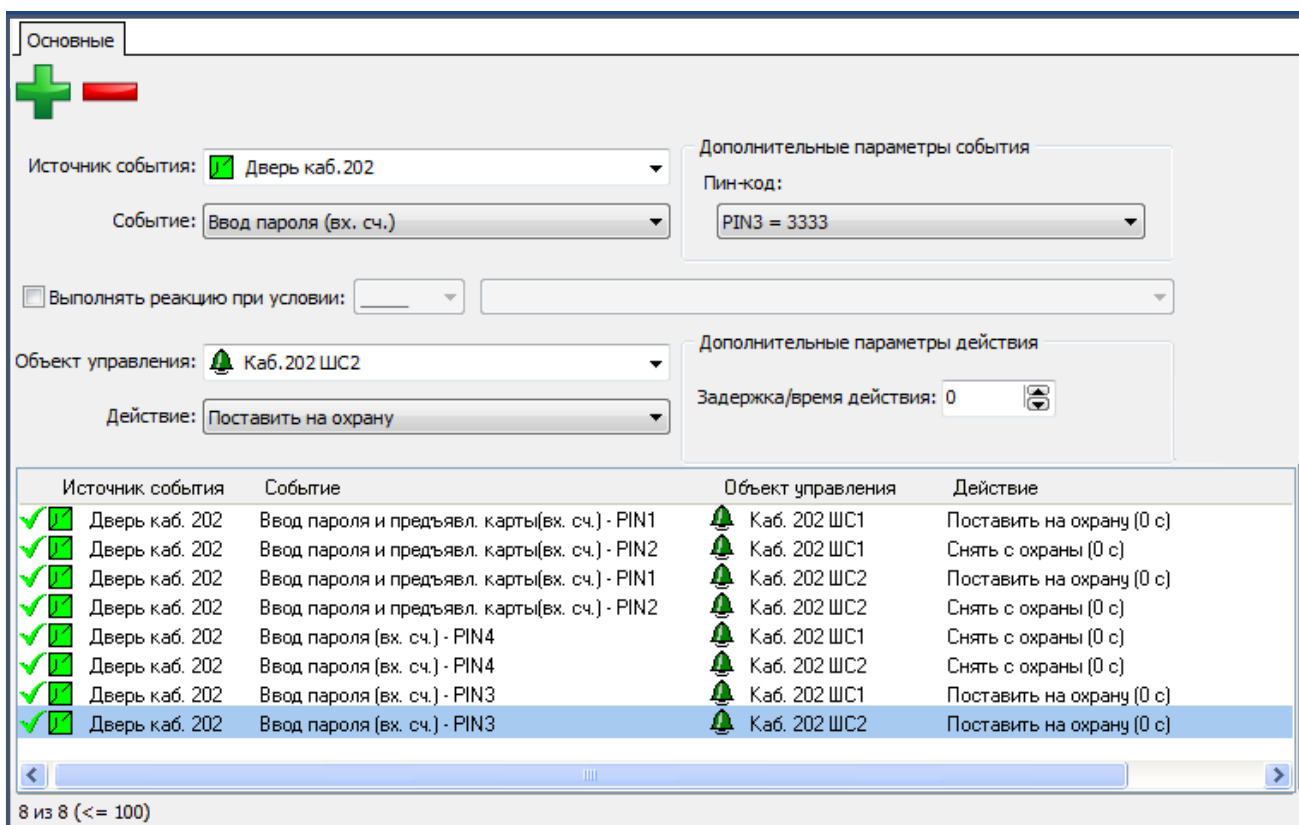 Основные
Источник события: Дверь каб.202
Событие: Ввод пароля (вх. сч.)
Дополнительные параметры события
Пин-код:
PIN3 = 3333
Выполнять реакцию при условии: _____
Объект управления: Каб.202 ШС2
Действие: Поставить на охрану
Дополнительные параметры действия
Задержка/время действия: 0
Источник события Событие Объект управления Действие
Дверь каб. 202 Ввод пароля и предъявл. карты(вх. сч.) - PIN1 Каб. 202 ШС1 Поставить на охрану (0 с)
Дверь каб. 202 Ввод пароля и предъявл. карты(вх. сч.) - PIN2 Каб. 202 ШС1 Снять с охраны (0 с)
Дверь каб. 202 Ввод пароля и предъявл. карты(вх. сч.) - PIN1 Каб. 202 ШС2 Поставить на охрану (0 с)
Дверь каб. 202 Ввод пароля и предъявл. карты(вх. сч.) - PIN2 Каб. 202 ШС2 Снять с охраны (0 с)
Дверь каб. 202 Ввод пароля (вх. сч.) - PIN4 Каб. 202 ШС1 Снять с охраны (0 с)
Дверь каб. 202 Ввод пароля (вх. сч.) - PIN4 Каб. 202 ШС2 Снять с охраны (0 с)
Дверь каб. 202 Ввод пароля (вх. сч.) - PIN3 Каб. 202 ШС1 Поставить на охрану (0 с)
Дверь каб. 202 Ввод пароля (вх. сч.) - PIN3 Каб. 202 ШС2 Поставить на охрану (0 с)
8 из 8 (<= 100)